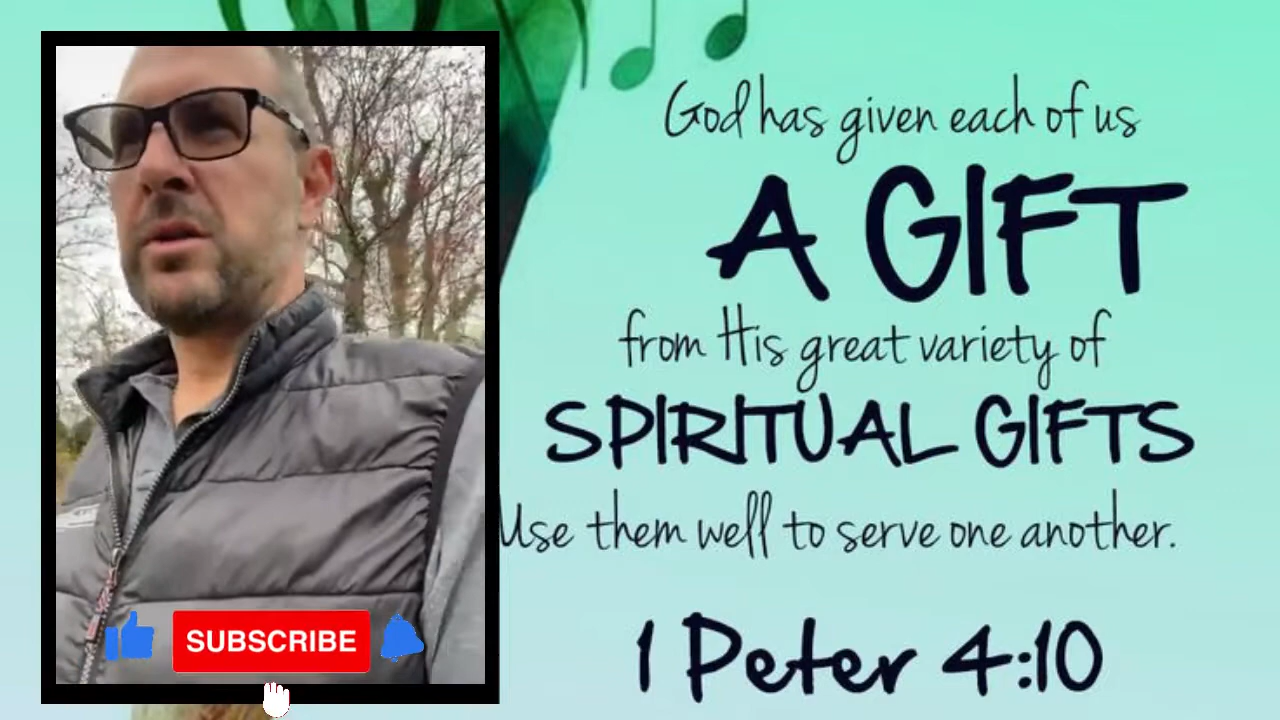 God has given each of us
A GIFT
from His great variety of
SPIRITUAL GIFTS
Use them well to serve one another.
1 Peter 4:10
SUBSCRIBE